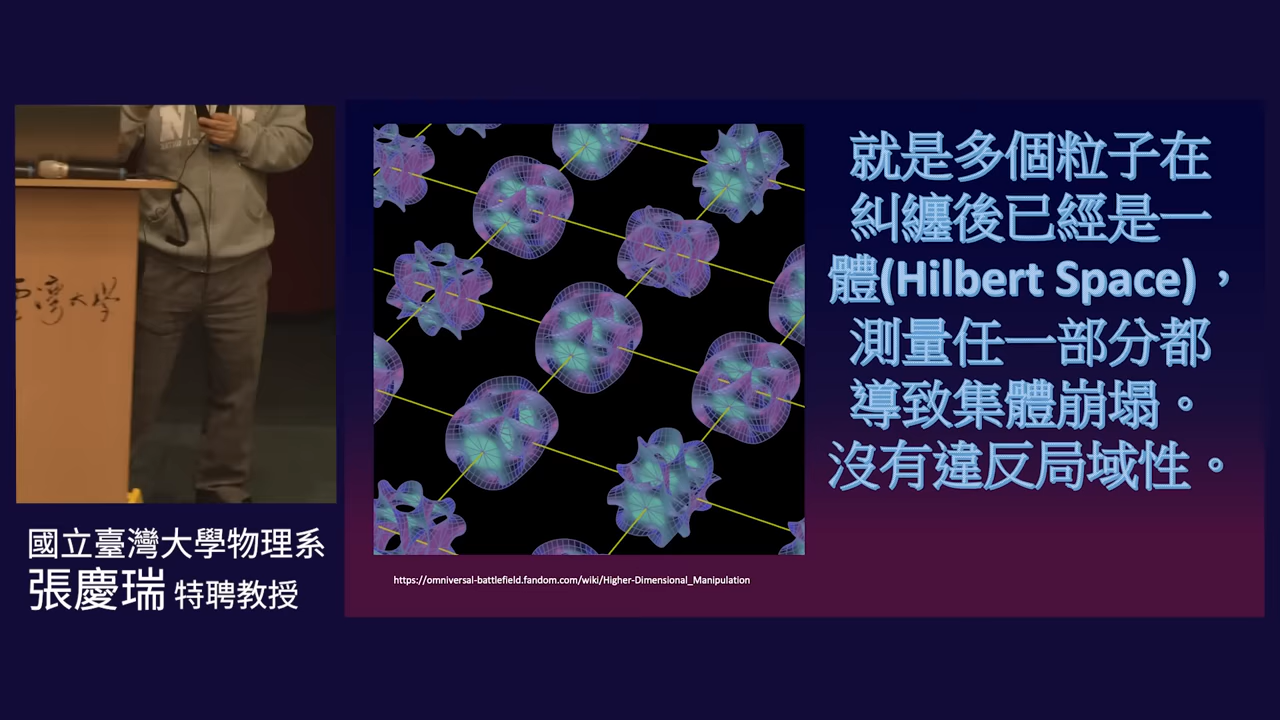 就是多個粒子在
糾纏後已經是一
體(Hilbert Space)，
測量任一部分都
導致集體崩塌。
沒有違反局域性。
https://omniversal-battlefield.fandom.com/wiki/Higher-Dimensional_Manipulation
灣大學
國立臺灣大學物理系
張慶瑞 特聘教授